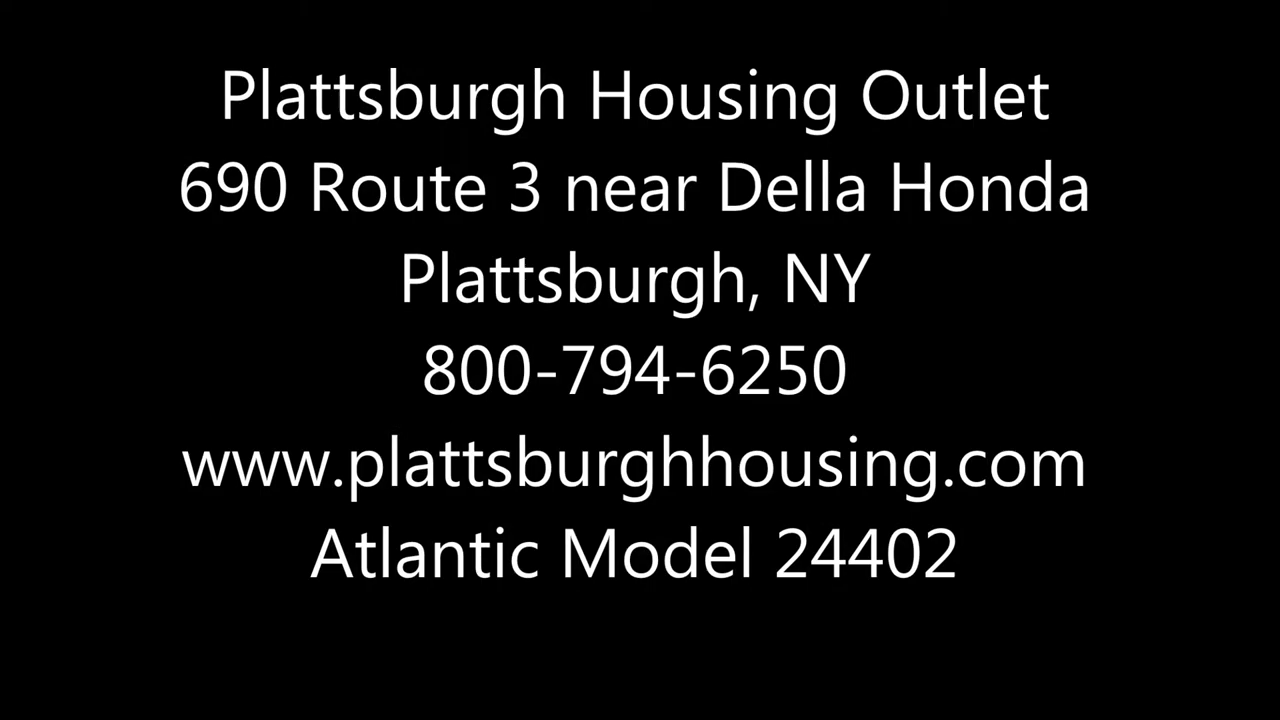 Plattsburgh Housing Outlet
690 Route 3 near Della Honda
Plattsburgh, NY
800-794-6250
www.plattsburghhousing.com
Atlantic Model 24402